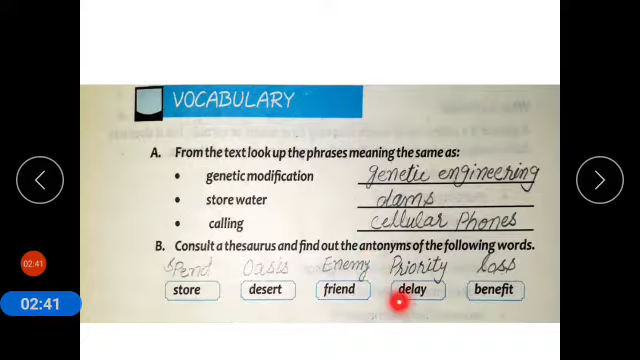 VOCABULARY
A. From the text look up the phrases meaning the same as:
• genetic modification genetic engineering
• store water dams
• calling cellular Phones
B. Consult a thesaurus and find out the antonyms of the following words.
Spend Oasis Enemy Priority loss
store desert friend delay benefit
02:41
02:41